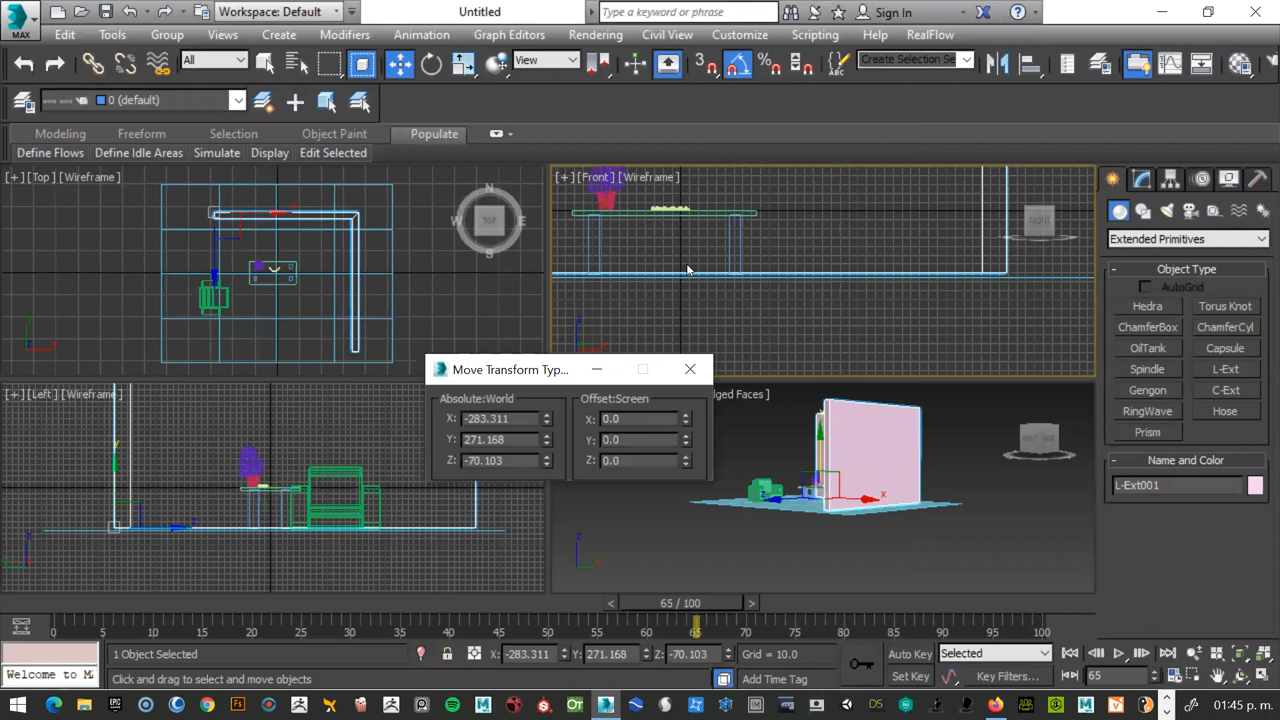 MAX
Workspace: Default
Untitled
Type a keyword or phrase
Sign In
Edit Tools Group Views Create Modifiers Animation Graph Editors Rendering Civil View Customize Scripting Help RealFlow
All
View
3
ABC
Create Selection Se
0 (default)
Modeling Freeform Selection Object Paint Populate
Define Flows Define Idle Areas Simulate Display Edit Selected
[+] [Top] [Wireframe]
N
W TOP E
S
[+] [Front] [Wireframe]
FRONT
Extended Primitives
Object Type
AutoGrid
Hedra Torus Knot
ChamferBox ChamferCyl
OilTank Capsule
Spindle L-Ext
Gengon C-Ext
RingWave Hose
Prism
Name and Color
L-Ext001
Move Transform Typ...
Absolute:World Offset:Screen
X: -283.311 X: 0.0
Y: 271.168 Y: 0.0
Z: -70.103 Z: 0.0
[+] [Left] [Wireframe]
dged Faces ]
65 / 100
0 5 10 15 20 25 30 35 40 45 50 55 60 65 70 75 80 85 90 95 100
1 Object Selected
X: -283.311 Y: 271.168 Z: -70.103 Grid = 10.0
Auto Key Selected
Welcome to M
Click and drag to select and move objects
Add Time Tag
Set Key Key Filters... 65
01:45 p. m.